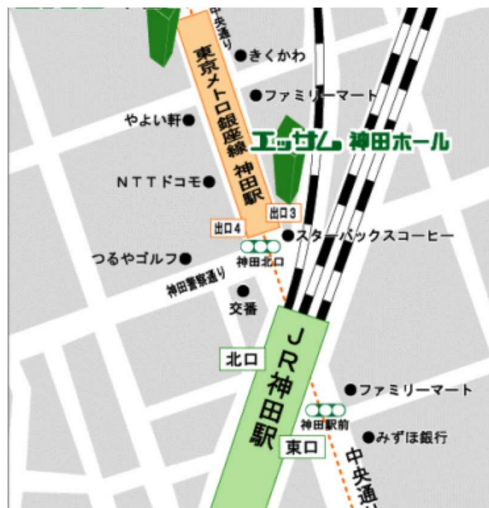 中央通り
きくかわ
ファミリーマート
やよい軒
東京メトロ銀座線 神田駅
エッサム 神田ホール
NTTドコモ
出口3
出口4
スターバックスコーヒー
神田北口
つるやゴルフ
神田警察通り
交番
JR神田駅
北口
ファミリーマート
神田駅前
みずほ銀行
東口
中央通り